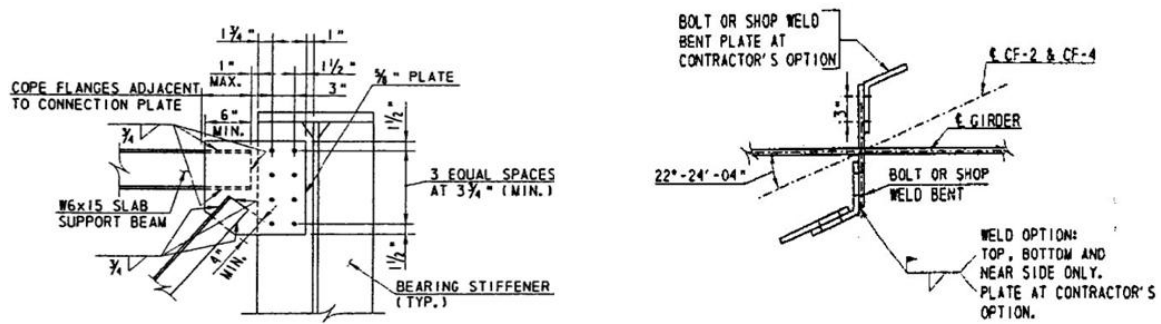 1 3/4"
1"
1"
MAX.
1 1/2"
3"
5/8" PLATE
COPE FLANGES ADJACENT
TO CONNECTION PLATE
6"
MIN.
1 1/2"
3/4
3 EQUAL SPACES
AT 3 3/4" (MIN.)
W6x15 SLAB
SUPPORT BEAM
3/4
4"
MIN.
1 1/2"
BEARING STIFFENER
(TYP.)
BOLT OR SHOP WELD
BENT PLATE AT
CONTRACTOR'S OPTION
℄ CF-2 & CF-4
3"
℄ GIRDER
22°-24'-04"
BOLT OR SHOP
WELD BENT
WELD OPTION:
TOP, BOTTOM AND
NEAR SIDE ONLY.
PLATE AT CONTRACTOR'S
OPTION.